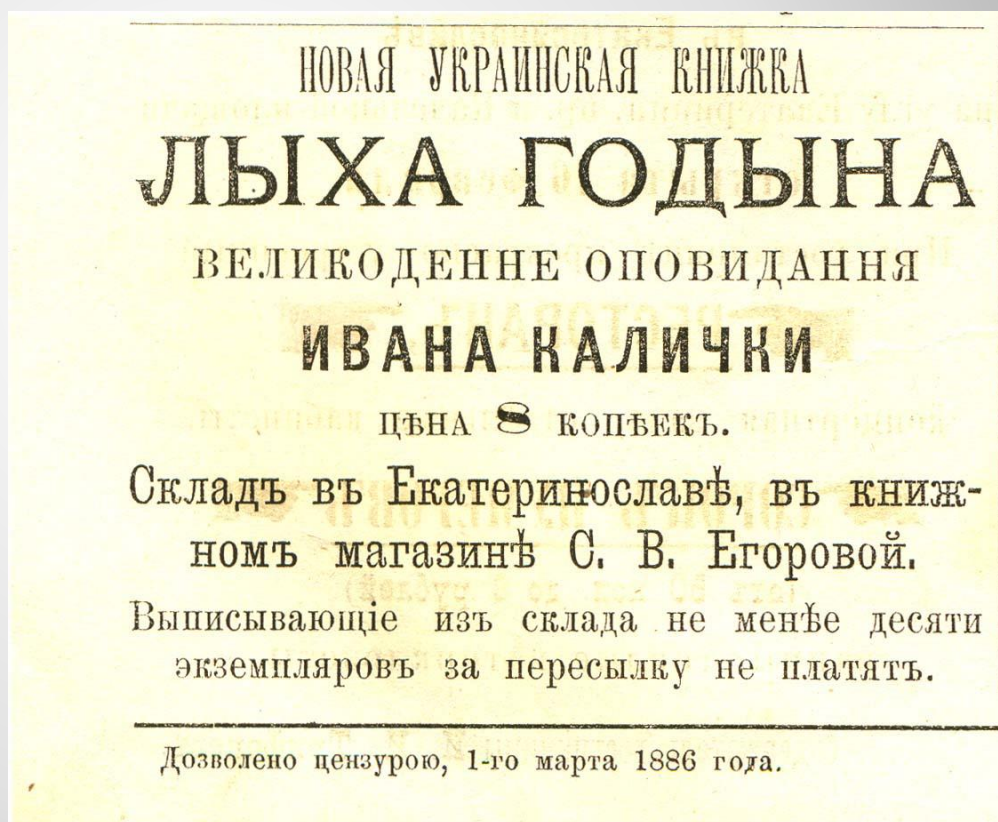 НОВАЯ УКРАИНСКАЯ КНИЖКА
ЛЫХА ГОДЫНА
ВЕЛИКОДЕННЕ ОПОВИДАННЯ
ИВАНА КАЛИЧКИ
ЦѢНА 8 КОПѢЕКЪ.
Складъ въ Екатеринославѣ, въ книж-
номъ магазинѣ С. В. Егоровой.
Выписывающіе изъ склада не менѣе десяти
экземпляровъ за пересылку не платятъ.
Дозволено цензурою, 1-го марта 1886 года.